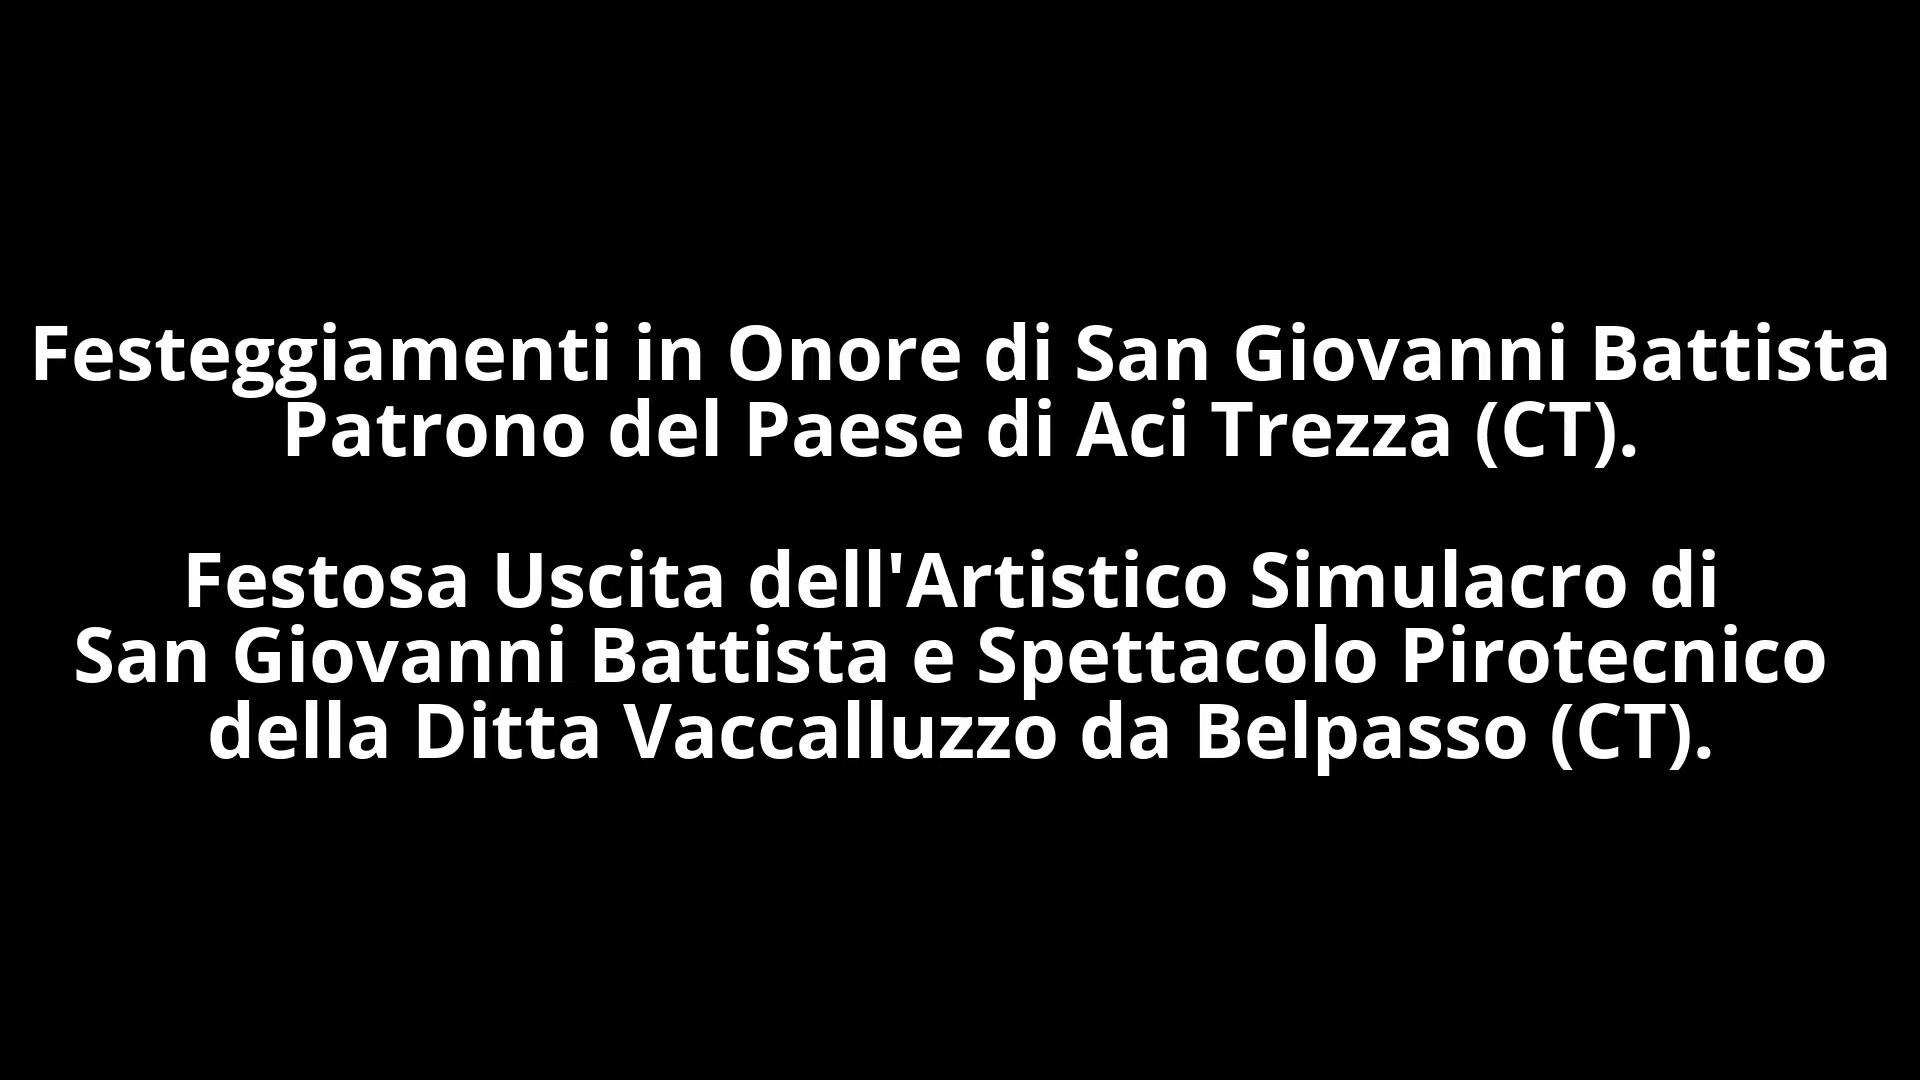 Festeggiamenti in Onore di San Giovanni Battista
Patrono del Paese di Aci Trezza (CT).
Festosa Uscita dell'Artistico Simulacro di
San Giovanni Battista e Spettacolo Pirotecnico
della Ditta Vaccalluzzo da Belpasso (CT).